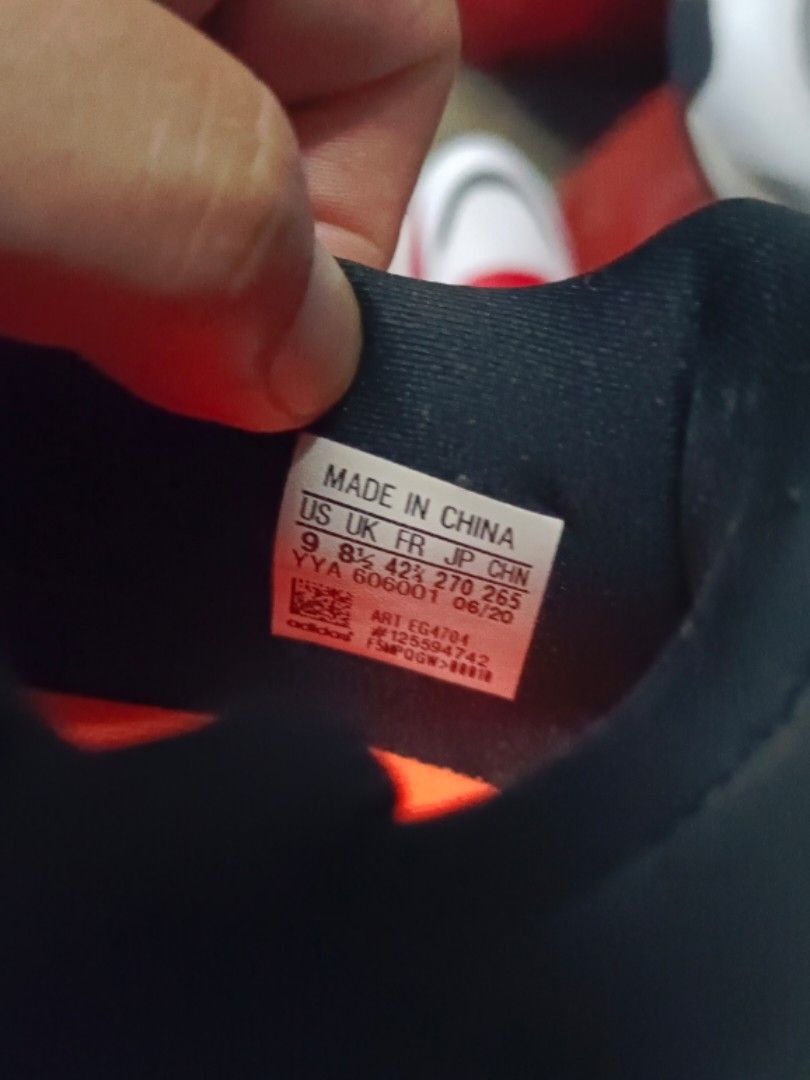 MADE IN CHINA
US UK FR JP CHN
9 8½ 42⅔ 270 265
YYA 606001 06/20
adidas
ART EG4704
#125594742